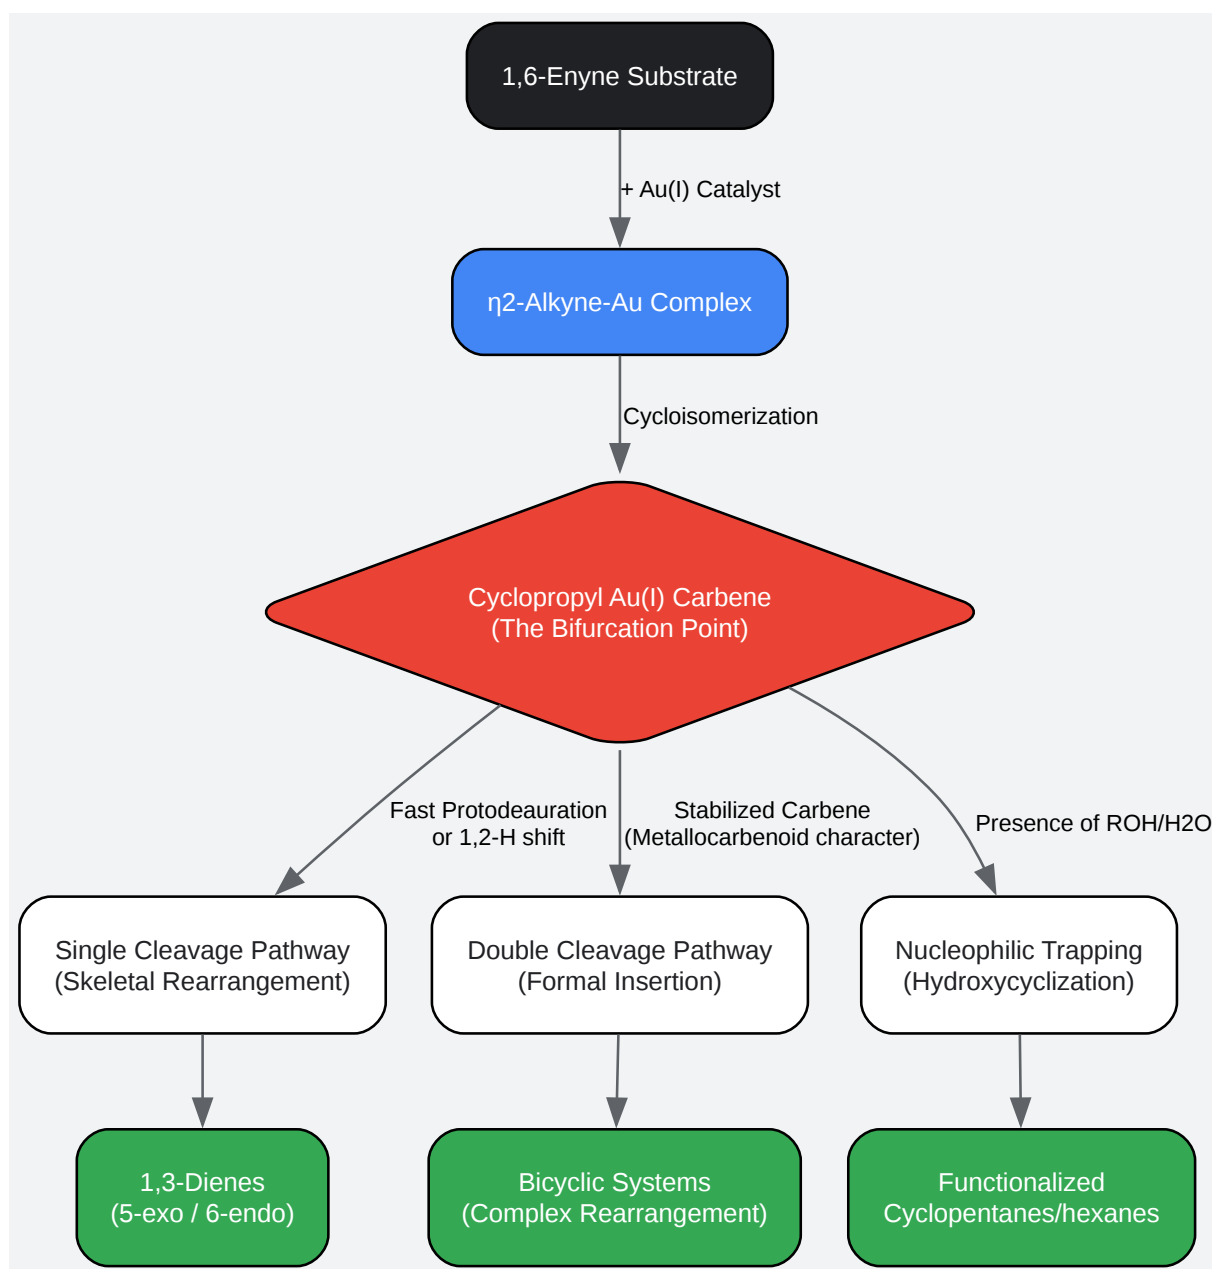 1,6-Enyne Substrate
+ Au(I) Catalyst
η2-Alkyne-Au Complex
Cycloisomerization
Cyclopropyl Au(I) Carbene
(The Bifurcation Point)
Fast Protodeauration
or 1,2-H shift
Stabilized Carbene
(Metallocarbenoid character)
Presence of ROH/H2O
Single Cleavage Pathway
(Skeletal Rearrangement)
Double Cleavage Pathway
(Formal Insertion)
Nucleophilic Trapping
(Hydroxycyclization)
1,3-Dienes
(5-exo / 6-endo)
Bicyclic Systems
(Complex Rearrangement)
Functionalized
Cyclopentanes/hexanes